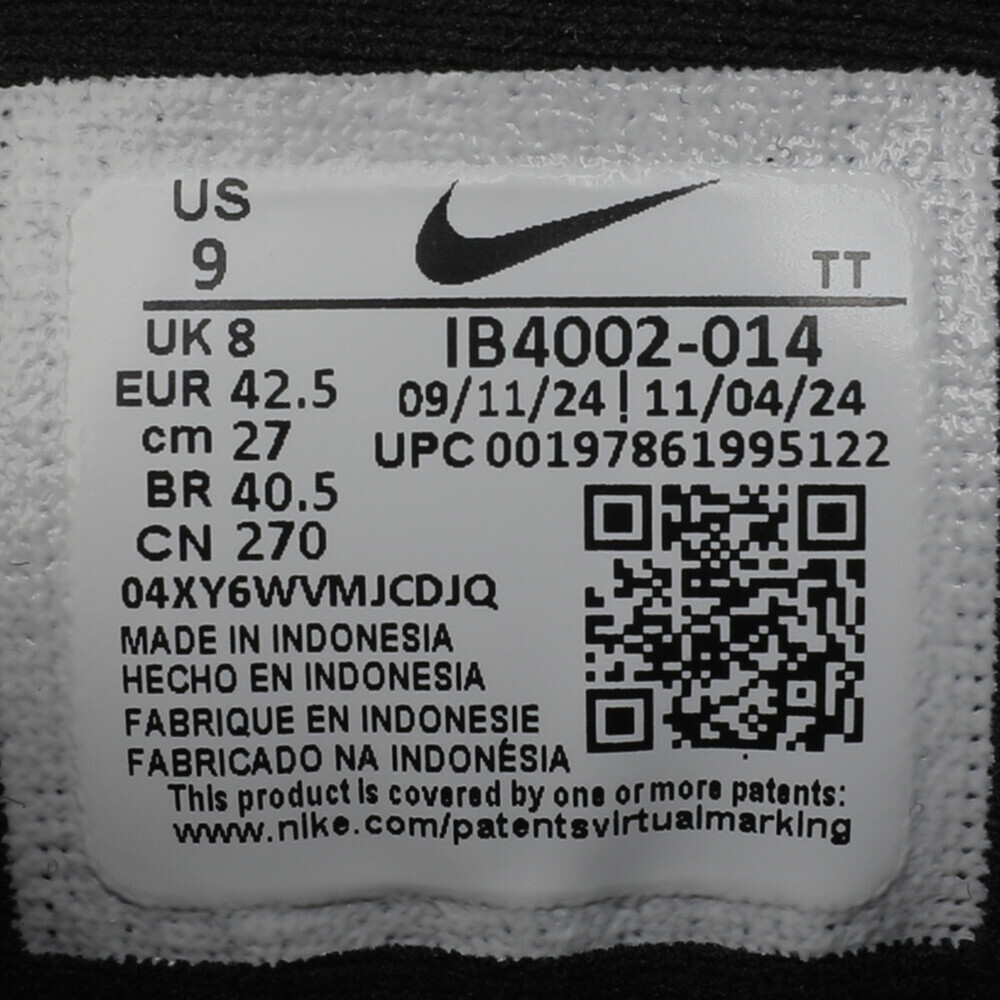 US
9
TT
UK 8
EUR 42.5
cm 27
BR 40.5
CN 270
IB4002-014
09/11/24 | 11/04/24
UPC 00197861995122
04XY6WVMJCDJQ
MADE IN INDONESIA
HECHO EN INDONESIA
FABRIQUE EN INDONESIE
FABRICADO NA INDONÉSIA
This product is covered by one or more patents:
www.nike.com/patentsvirtualmarking